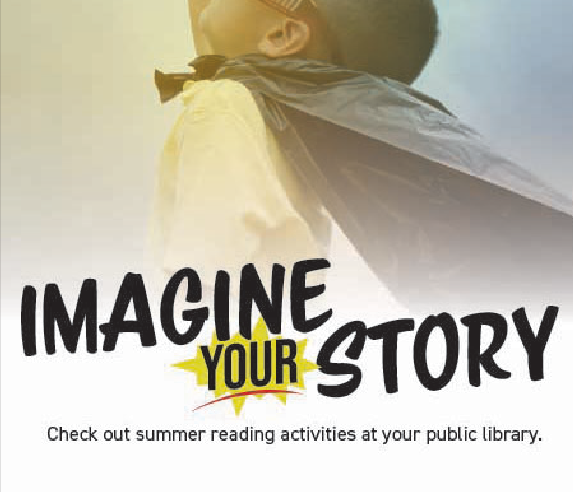 IMAGINE
YOUR
STORY
Check out summer reading activities at your public library.